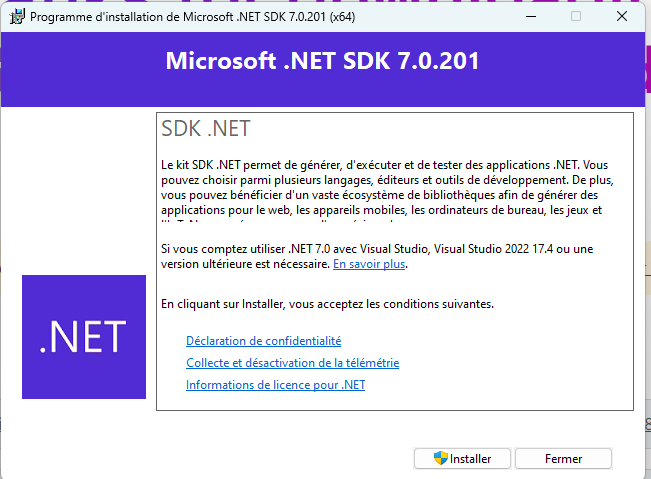 Programme d'installation de Microsoft .NET SDK 7.0.201 (x64)
Microsoft .NET SDK 7.0.201
SDK .NET
Le kit SDK .NET permet de générer, d'exécuter et de tester des applications .NET. Vous
pouvez choisir parmi plusieurs langages, éditeurs et outils de développement. De plus,
vous pouvez bénéficier d'un vaste écosystème de bibliothèques afin de générer des
applications pour le web, les appareils mobiles, les ordinateurs de bureau, les jeux et
Si vous comptez utiliser .NET 7.0 avec Visual Studio, Visual Studio 2022 17.4 ou une
version ultérieure est nécessaire. En savoir plus.
En cliquant sur Installer, vous acceptez les conditions suivantes.
.NET
Déclaration de confidentialité
Collecte et désactivation de la télémétrie
Informations de licence pour .NET
Installer
Fermer